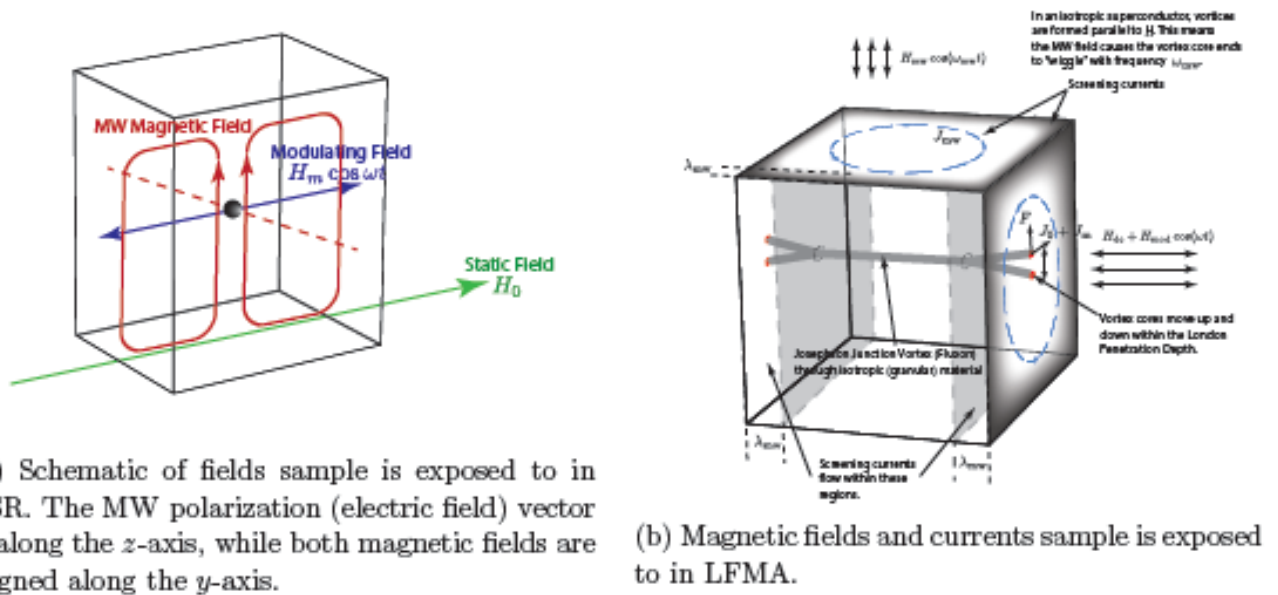 MW Magnetic Field
Modulating Field
H_m cos ωt
Static Field
H_0
) Schematic of fields sample is exposed to in
SR. The MW polarization (electric field) vector
along the z-axis, while both magnetic fields are
gned along the y-axis.
In an isotropic superconductor, vortices
are formed parallel to H. This means
the MW field causes the vortex core ends
to "wiggle" with frequency ω_mw.
H_mw cos(ω_mw t)
Screening currents
J_mw
λ_mw
F
H_dc + H_mod cos(ωt)
C
C
Vortex cores move up and
down within the London
Penetration Depth.
Josephson Junction Vortex (Fluxon)
through isotropic (granular) material
λ_mw
λ_mw
Screening currents
flow within these
regions.
(b) Magnetic fields and currents sample is exposed
to in LFMA.